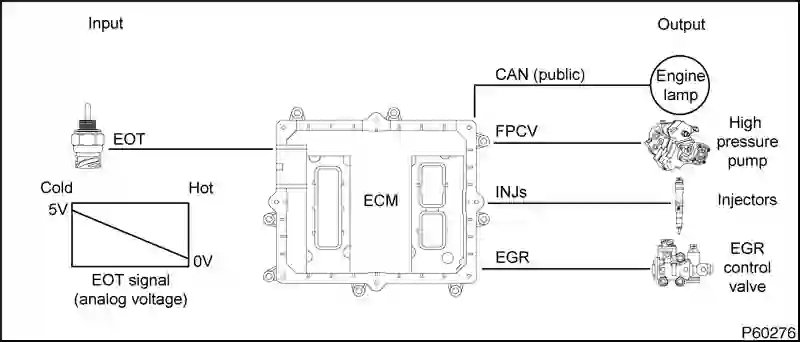 Input
Output
CAN (public)
Engine
lamp
EOT
FPCV
High
pressure
pump
Cold
Hot
5V
0V
EOT signal
(analog voltage)
ECM
INJs
Injectors
EGR
EGR
control
valve
P60276